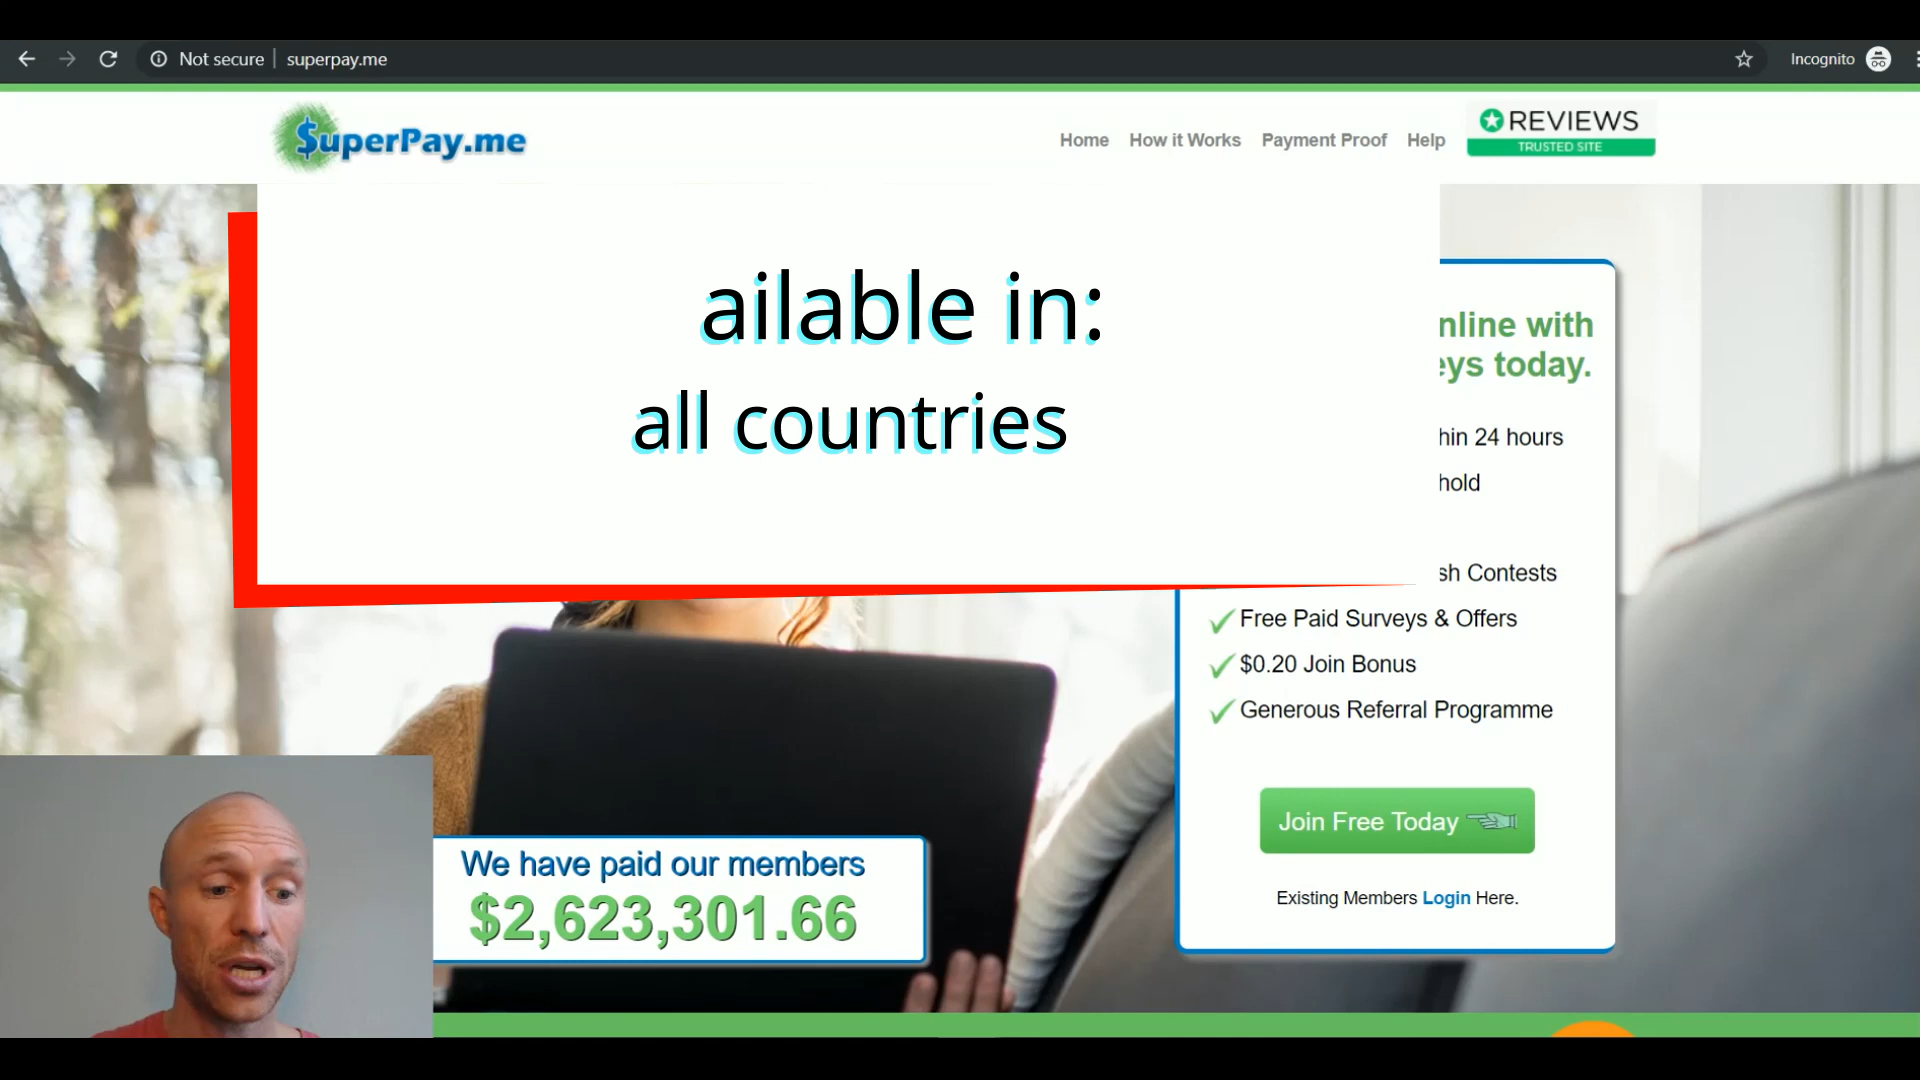 Not secure
superpay.me
Incognito
$uperPay.me
Home
How it Works
Payment Proof
Help
REVIEWS
TRUSTED SITE
ailable in:
all countries
nline with
eys today.
hin 24 hours
hold
sh Contests
Free Paid Surveys & Offers
$0.20 Join Bonus
Generous Referral Programme
Join Free Today
Existing Members Login Here.
We have paid our members
$2,623,301.66